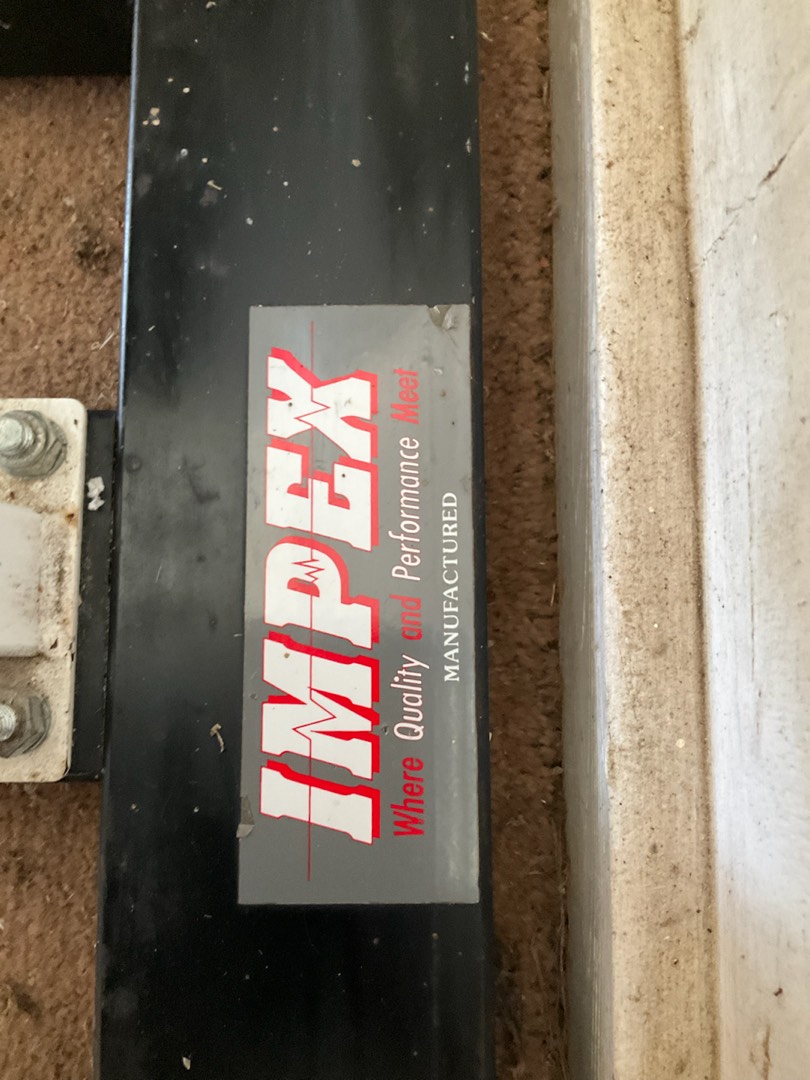 IMPEX
Where Quality and Performance Meet
MANUFACTURED